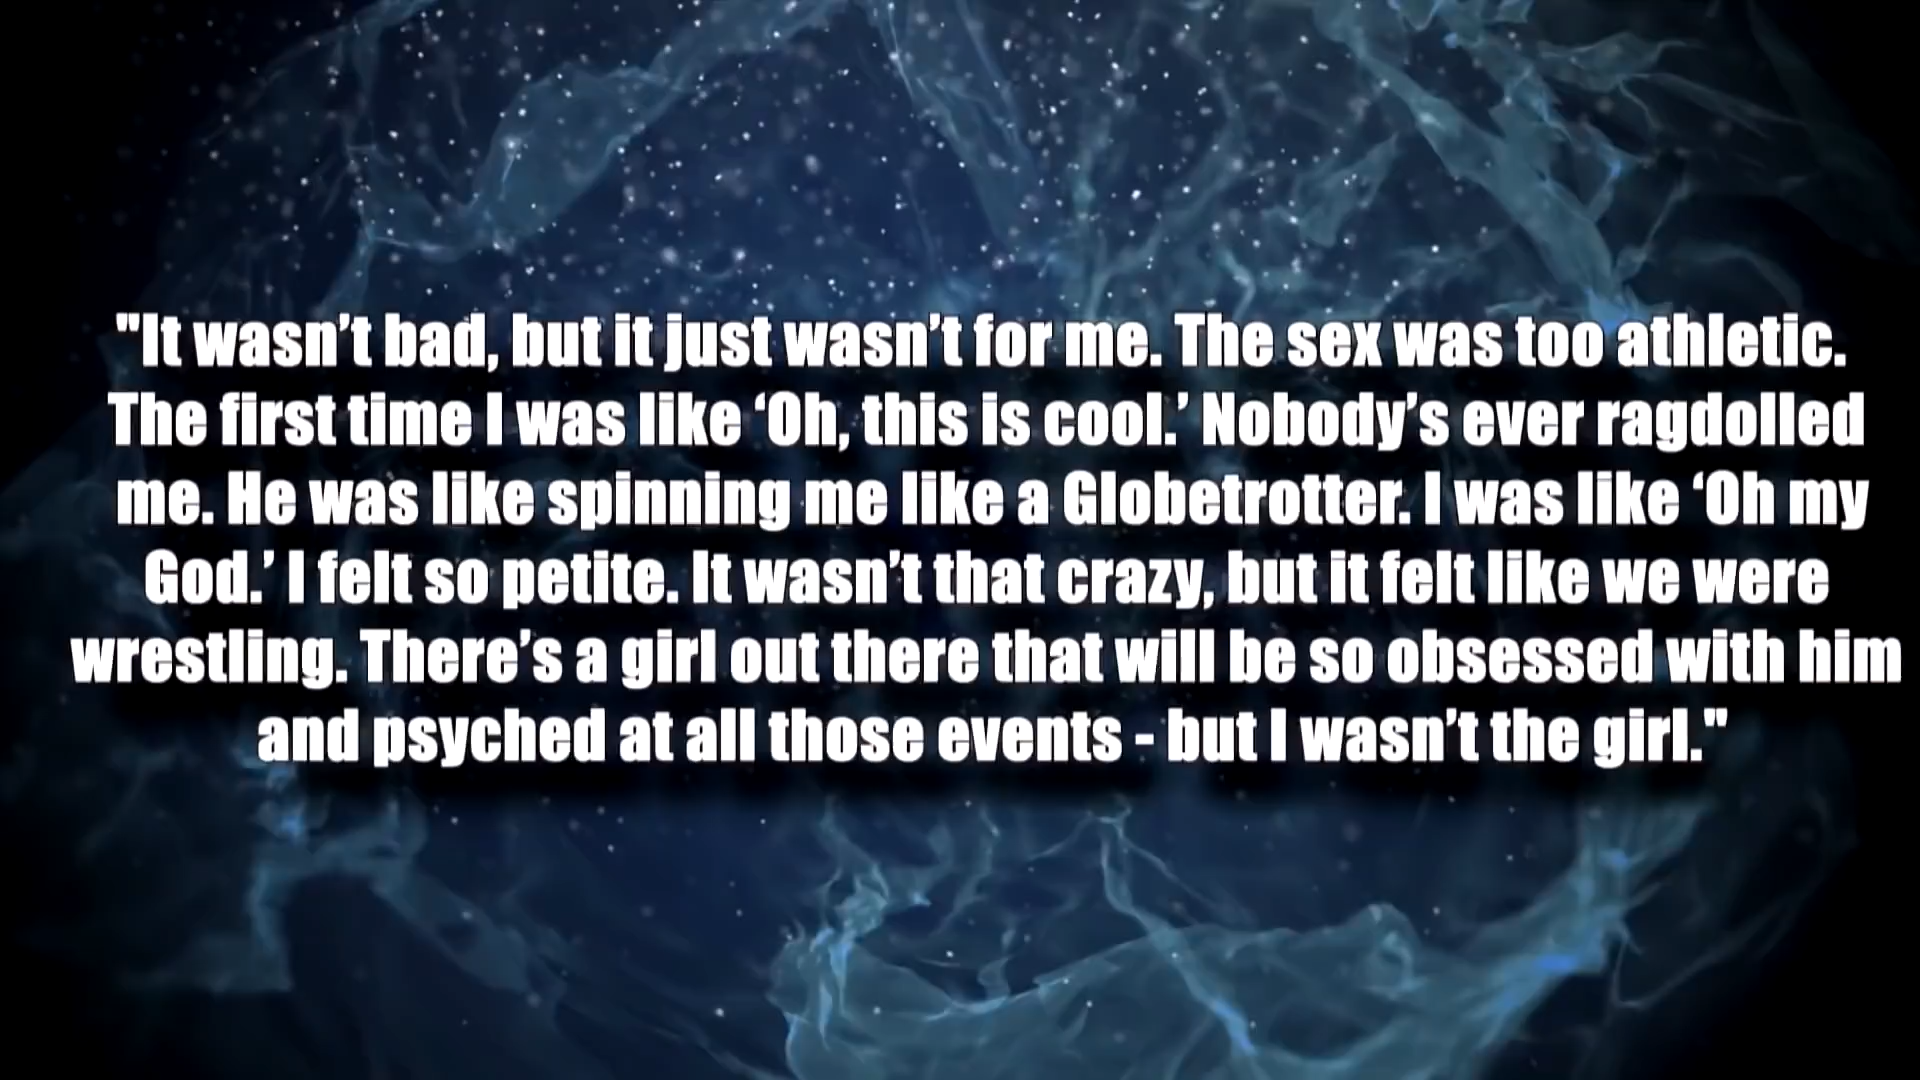 "It wasn’t bad, but it just wasn’t for me. The sex was too athletic.
The first time I was like ‘Oh, this is cool.’ Nobody’s ever ragdolled
me. He was like spinning me like a Globetrotter. I was like ‘Oh my
God.’ I felt so petite. It wasn’t that crazy, but it felt like we were
wrestling. There’s a girl out there that will be so obsessed with him
and psyched at all those events - but I wasn’t the girl."